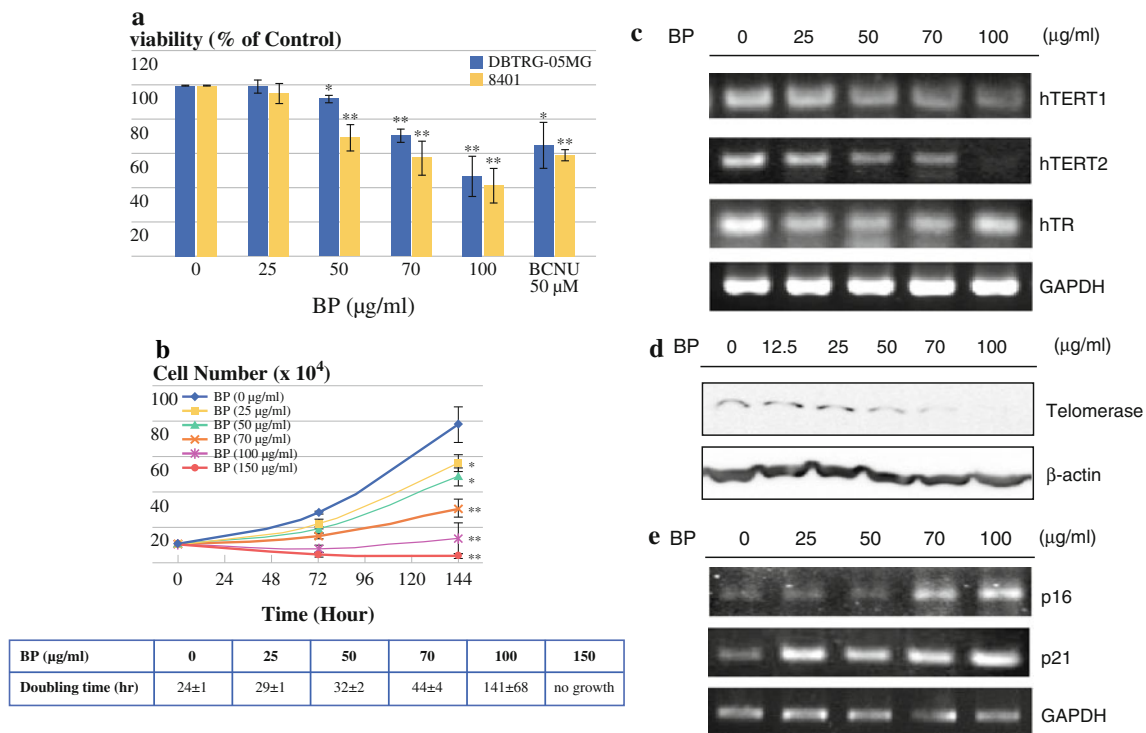 a
viability (% of Control)
120
100
80
60
40
20
DBTRG-05MG
8401
*
**
**
**
**
**
*
**
0 25 50 70 100 BCNU
50 µM
BP (µg/ml)
b
Cell Number (x 10⁴)
100
80
60
40
20
BP (0 µg/ml)
BP (25 µg/ml)
BP (50 µg/ml)
BP (70 µg/ml)
BP (100 µg/ml)
BP (150 µg/ml)
*
*
**
**
**
0 24 48 72 96 120 144
Time (Hour)
BP (µg/ml) 0 25 50 70 100 150
Doubling time (hr) 24±1 29±1 32±2 44±4 141±68 no growth
c BP 0 25 50 70 100 (µg/ml)
hTERT1
hTERT2
hTR
GAPDH
d BP 0 12.5 25 50 70 100 (µg/ml)
Telomerase
β-actin
e BP 0 25 50 70 100 (µg/ml)
p16
p21
GAPDH